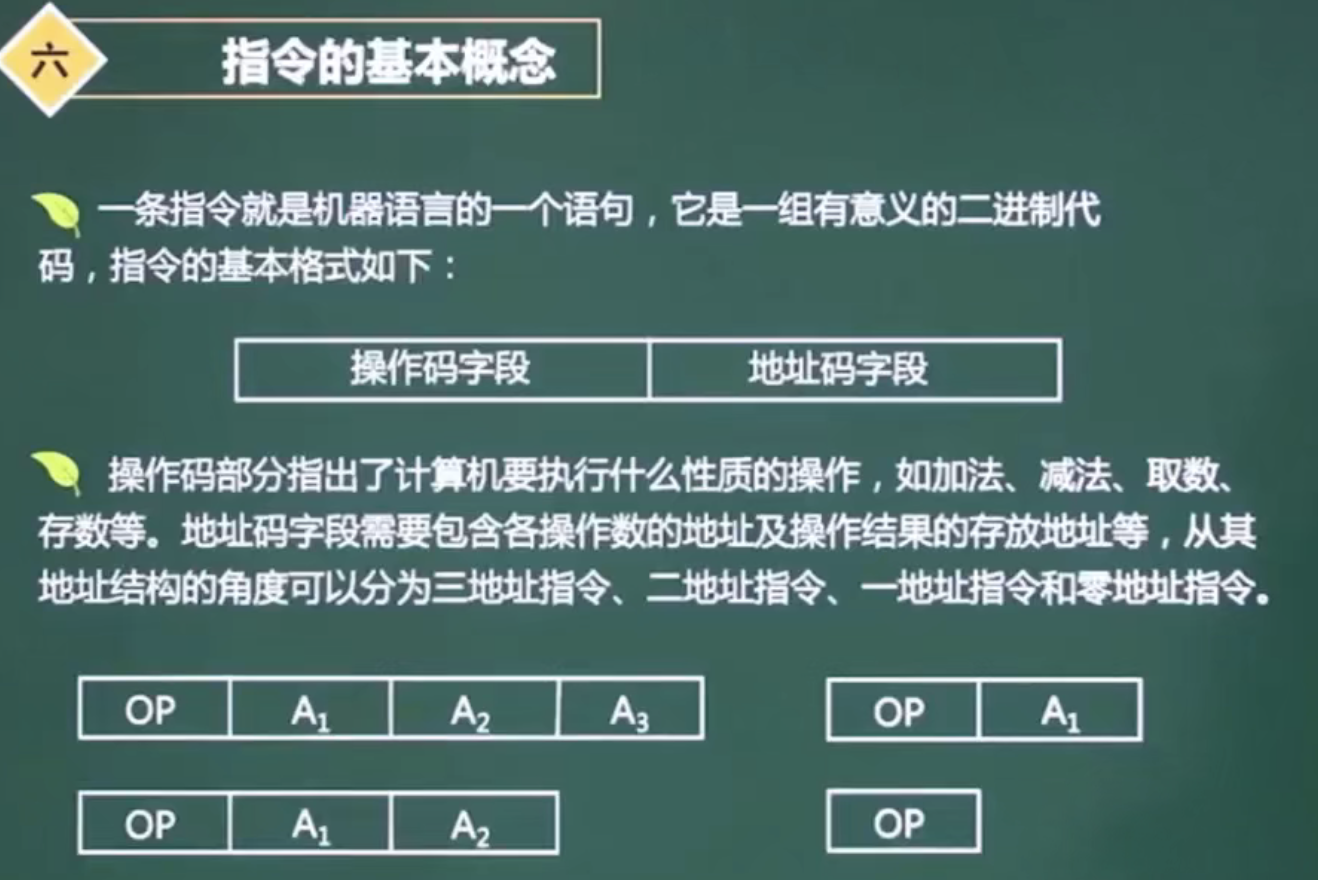 六 指令的基本概念
一条指令就是机器语言的一个语句，它是一组有意义的二进制代
码，指令的基本格式如下：
操作码字段 地址码字段
操作码部分指出了计算机要执行什么性质的操作，如加法、减法、取数、
存数等。地址码字段需要包含各操作数的地址及操作结果的存放地址等，从其
地址结构的角度可以分为三地址指令、二地址指令、一地址指令和零地址指令。
OP A₁ A₂ A₃
OP A₁
OP A₁ A₂
OP